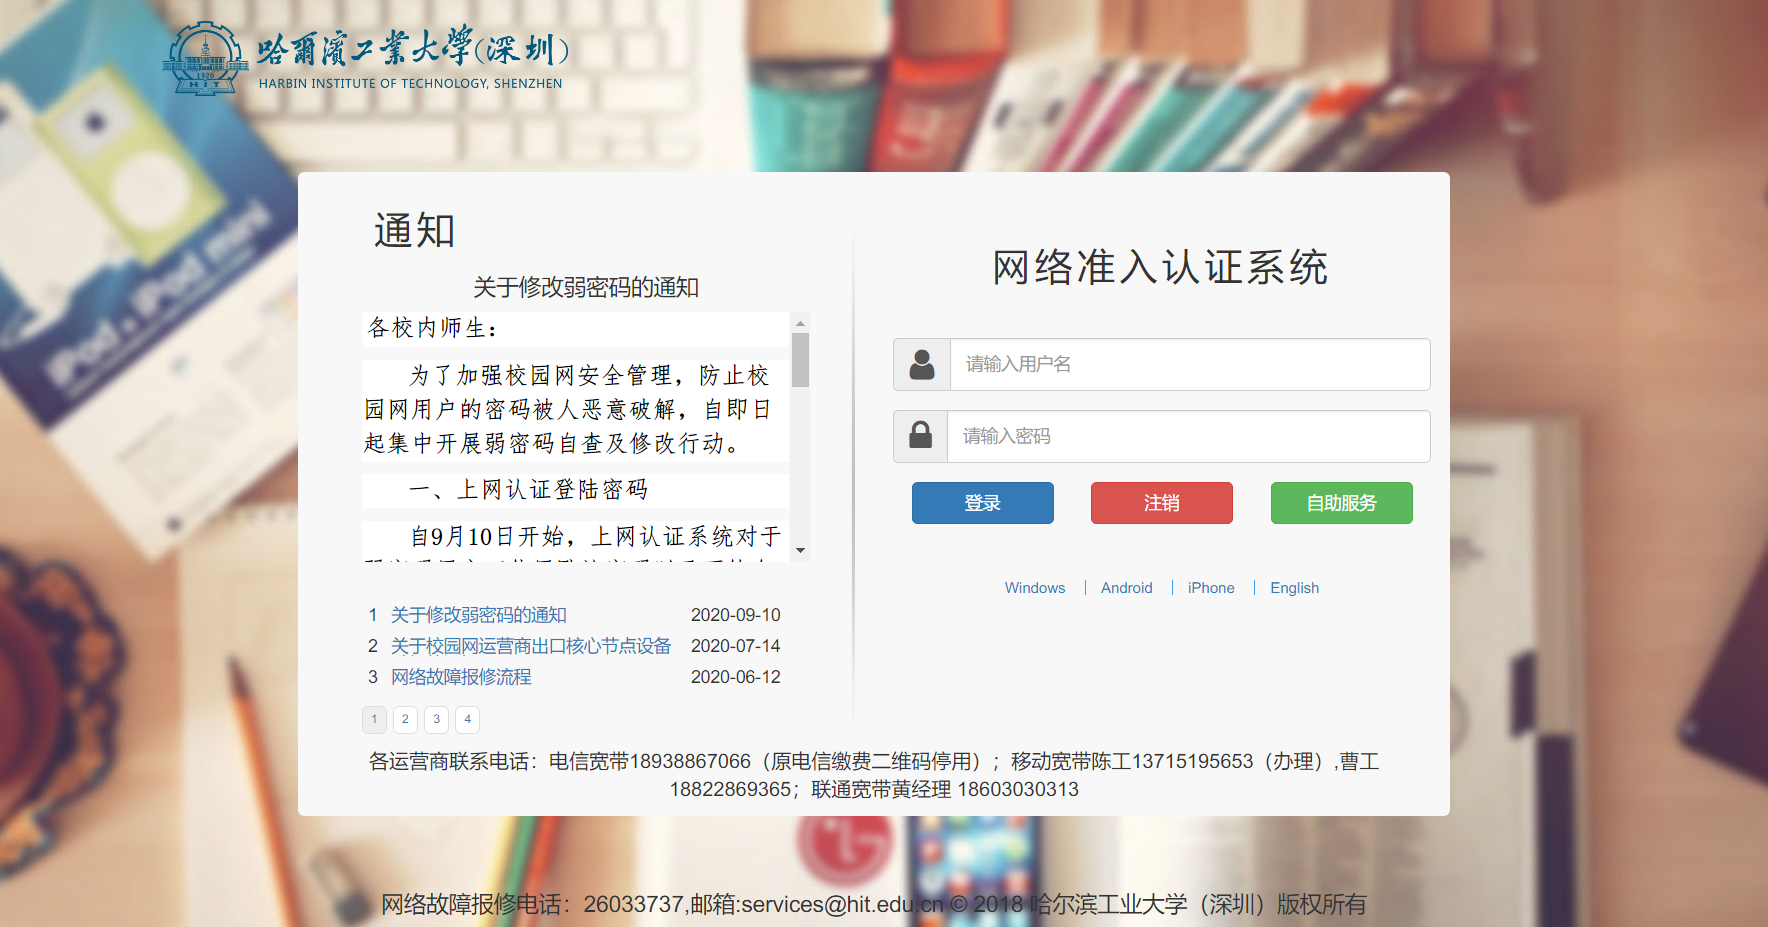 哈爾濱工業大學(深圳)
HARBIN INSTITUTE OF TECHNOLOGY, SHENZHEN
1920
HIT
iPod + iPod mini
通知
关于修改弱密码的通知
各校内师生：
为了加强校园网安全管理，防止校
园网用户的密码被人恶意破解，自即日
起集中开展弱密码自查及修改行动。
一、上网认证登陆密码
自9月10日开始，上网认证系统对于
1 关于修改弱密码的通知 2020-09-10
2 关于校园网运营商出口核心节点设备 2020-07-14
3 网络故障报修流程 2020-06-12
1 2 3 4
网络准入认证系统
请输入用户名
请输入密码
登录 注销 自助服务
Windows | Android | iPhone | English
各运营商联系电话：电信宽带18938867066（原电信缴费二维码停用）；移动宽带陈工13715195653（办理）,曹工
18822869365；联通宽带黄经理 18603030313
网络故障报修电话：26033737,邮箱:services@hit.edu.cn © 2018 哈尔滨工业大学（深圳）版权所有